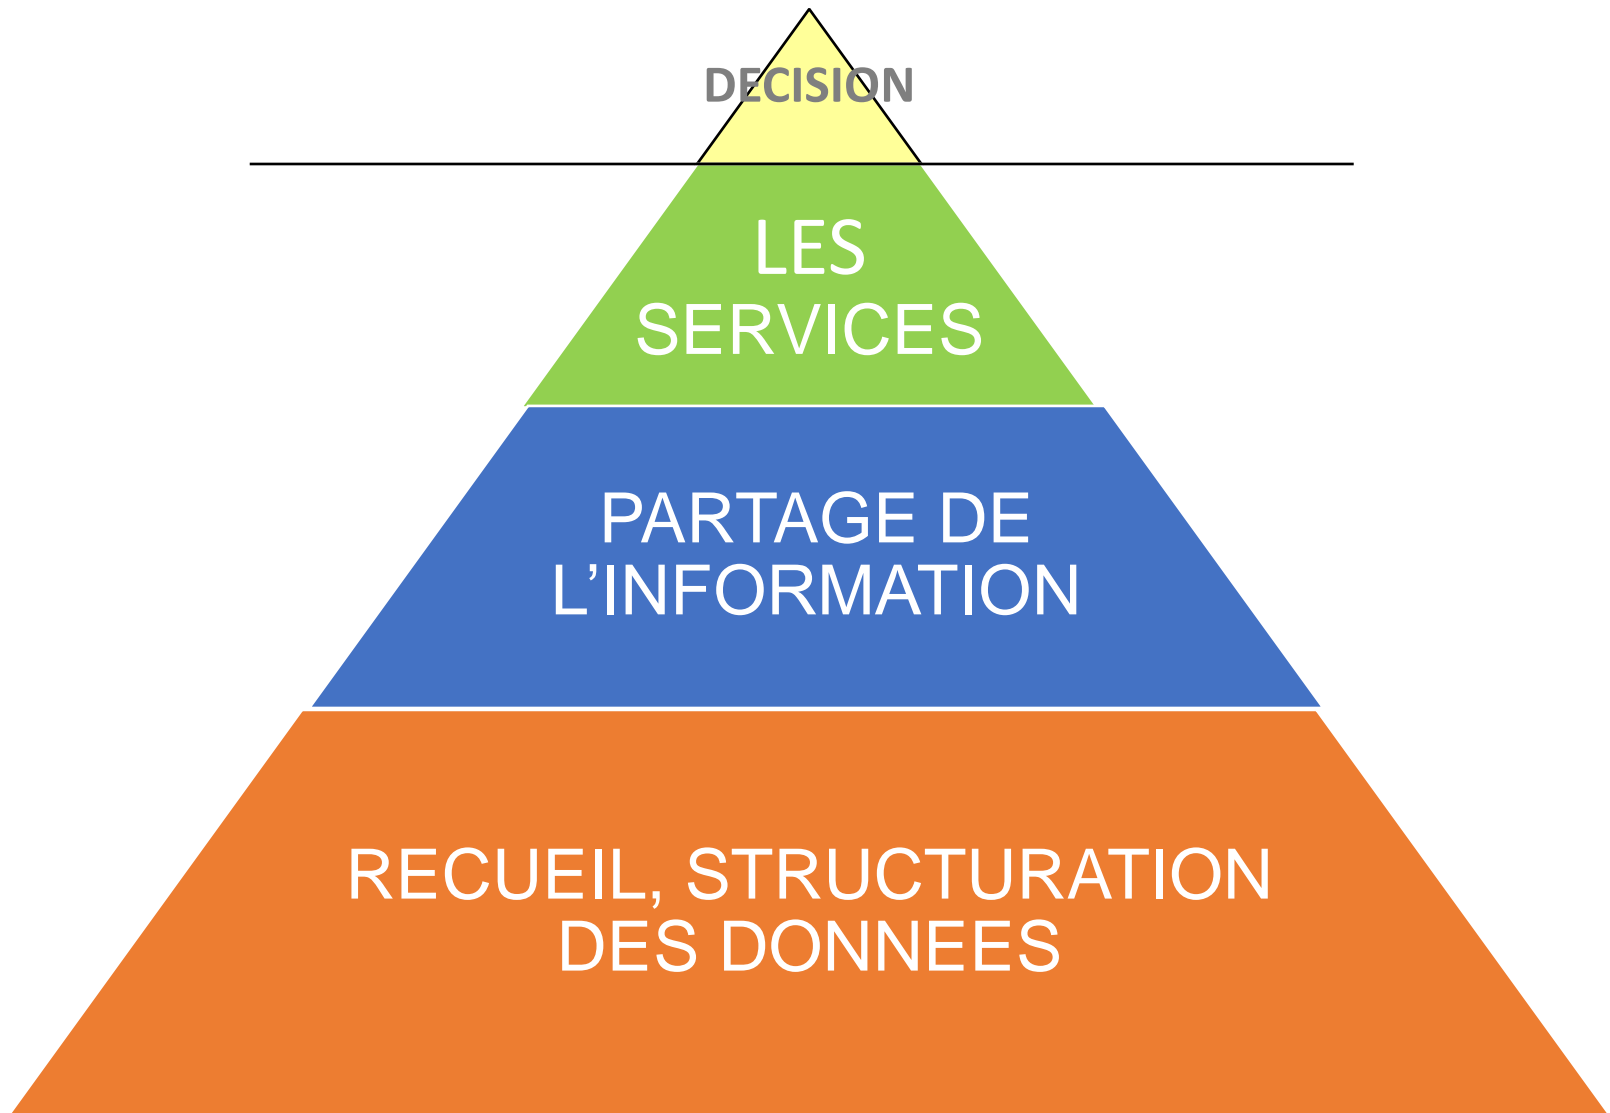 DECISION
LES
SERVICES
PARTAGE DE
L’INFORMATION
RECUEIL, STRUCTURATION
DES DONNEES